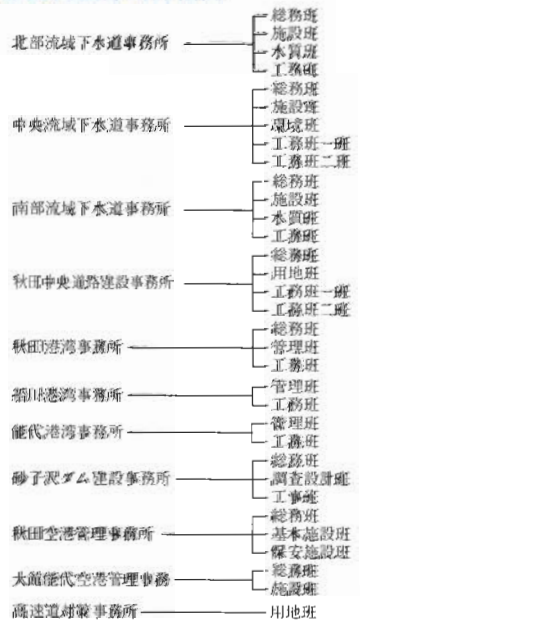 北部流域下水道事務所
総務班
施設班
水質班
工務班
中央流域下水道事務所
総務班
施設班
環境班
工務班一班
工務班二班
南部流域下水道事務所
総務班
施設班
水質班
工務班
秋田中央道路建設事務所
総務班
用地班
工務班一班
工務班二班
秋田港湾事務所
総務班
管理班
工務班
港湾事務所
管理班
工務班
能代港湾事務所
管理班
工務班
砂子沢ダム建設事務所
総務班
調査設計班
工事班
秋田空港管理事務所
総務班
基本施設班
保安施設班
大館能代空港管理事務
総務班
施設班
高速道対策事務所
用地班